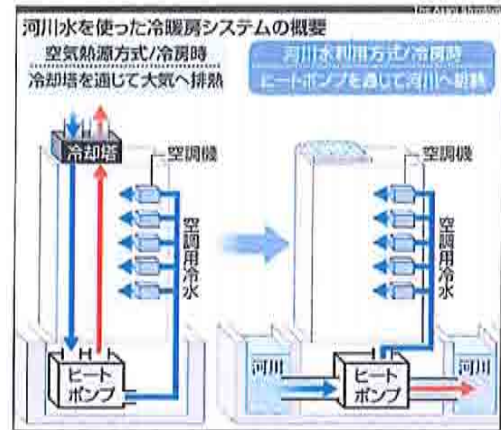 The Asahi Shimbun
河川水を使った冷暖房システムの概要
空気熱源方式/冷房時
冷却塔を通じて大気へ排熱
河川水利用方式/冷房時
ヒートポンプを通じて河川へ排熱
冷却塔
空調機
空調用冷水
ヒート
ポンプ
空調機
空調用冷水
河川
ヒート
ポンプ
河川